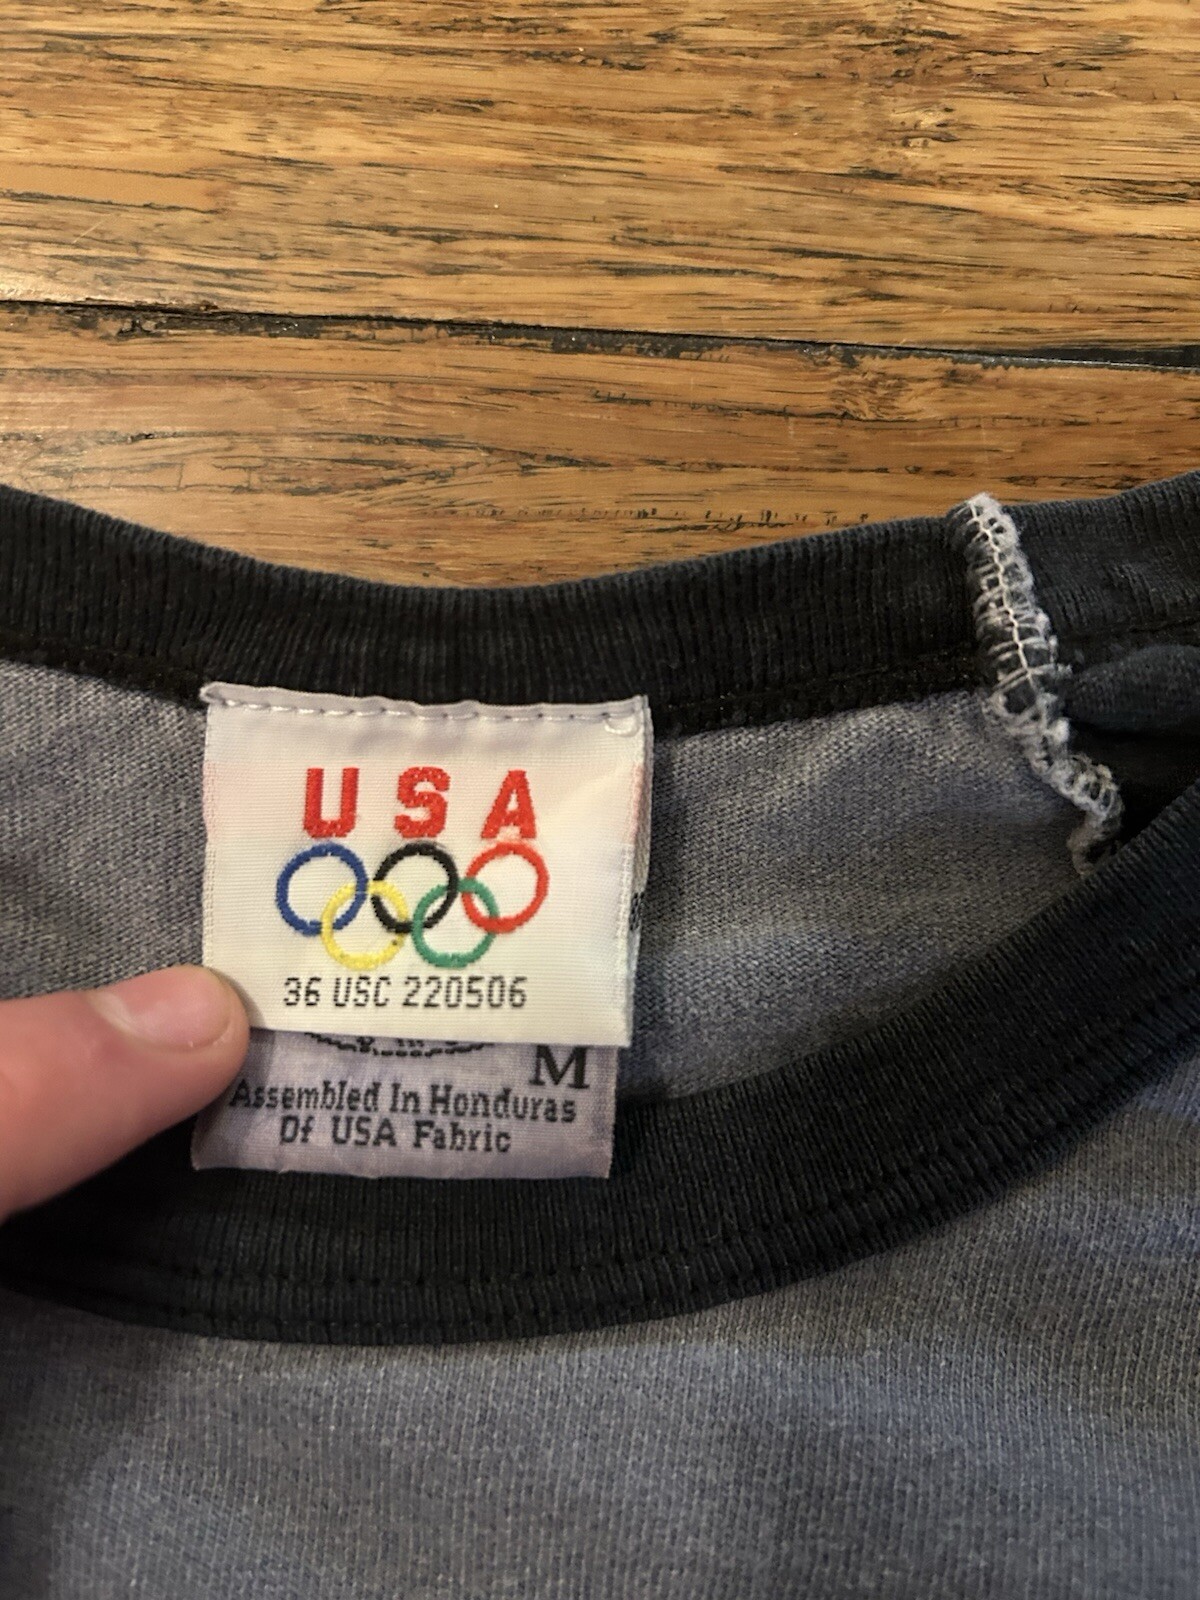 USA
36 USC 220506
M
Assembled In Honduras
Of USA Fabric